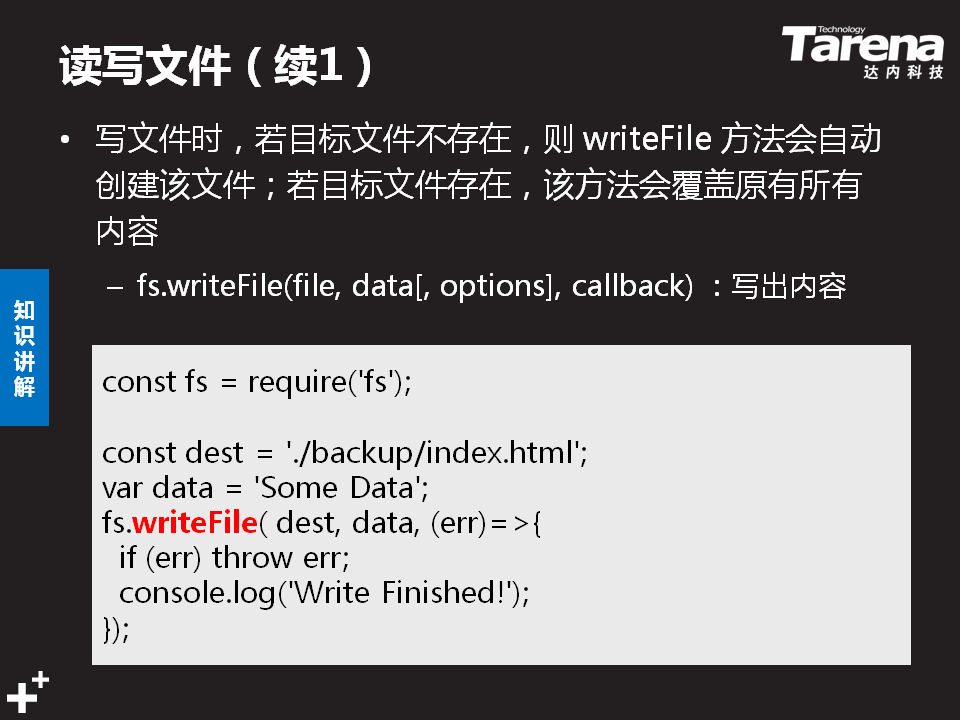 读写文件（续1）
Technology
Tarena
达内科技
• 写文件时，若目标文件不存在，则 writeFile 方法会自动
创建该文件；若目标文件存在，该方法会覆盖原有所有
内容
– fs.writeFile(file, data[, options], callback) ：写出内容
知
识
讲
解
const fs = require('fs');
const dest = './backup/index.html';
var data = 'Some Data';
fs.writeFile( dest, data, (err)=>{
if (err) throw err;
console.log('Write Finished!');
});